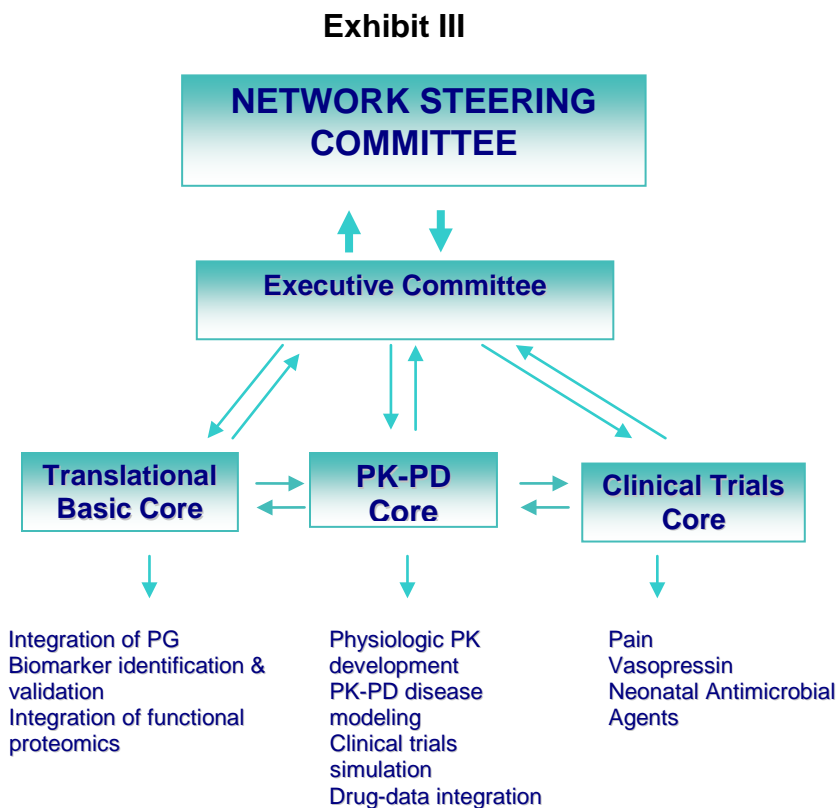 Exhibit III
NETWORK STEERING
COMMITTEE
Executive Committee
Translational
Basic Core
PK-PD
Core
Clinical Trials
Core
Integration of PG
Biomarker identification &
validation
Integration of functional
proteomics
Physiologic PK
development
PK-PD disease
modeling
Clinical trials
simulation
Drug-data integration
Pain
Vasopressin
Neonatal Antimicrobial
Agents